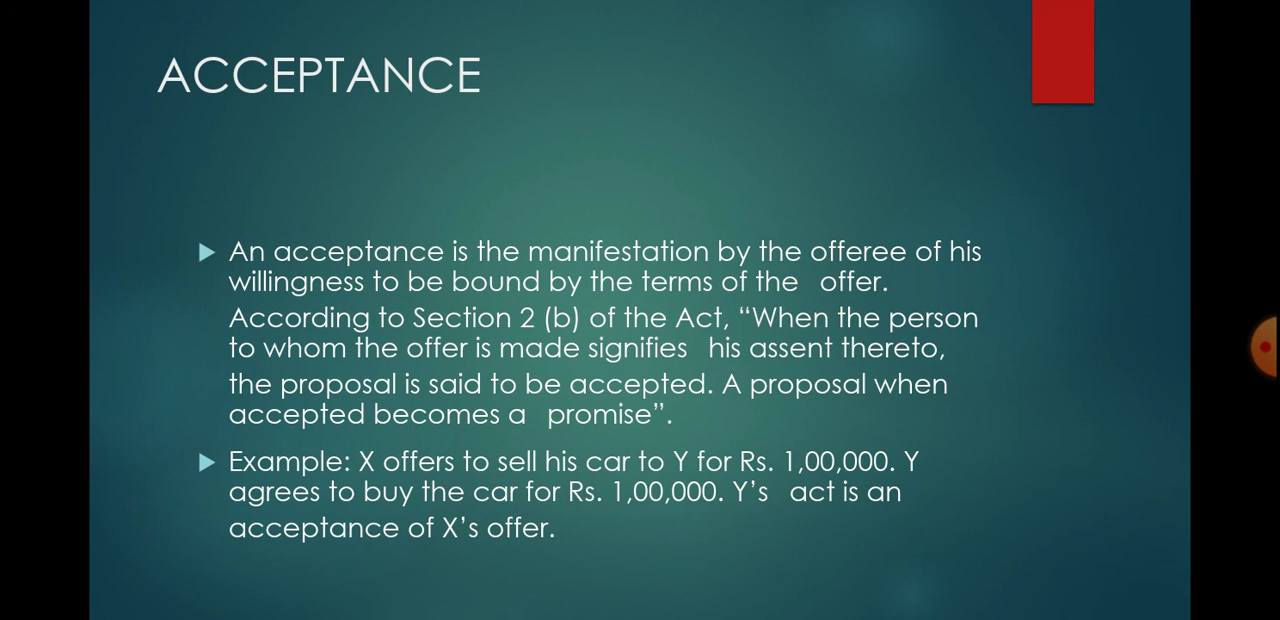 ACCEPTANCE
An acceptance is the manifestation by the offeree of his
willingness to be bound by the terms of the offer.
According to Section 2 (b) of the Act, “When the person
to whom the offer is made signifies his assent thereto,
the proposal is said to be accepted. A proposal when
accepted becomes a promise”.
Example: X offers to sell his car to Y for Rs. 1,00,000. Y
agrees to buy the car for Rs. 1,00,000. Y’s act is an
acceptance of X’s offer.